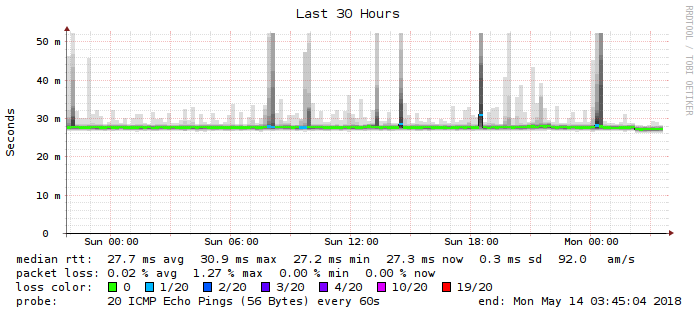 Last 30 Hours
RRDTOOL / TOBI OETIKER
Seconds
50 m
40 m
30 m
20 m
10 m
0
Sun 00:00 Sun 06:00 Sun 12:00 Sun 18:00 Mon 00:00
median rtt: 27.7 ms avg 30.9 ms max 27.2 ms min 27.3 ms now 0.3 ms sd 92.0 am/s
packet loss: 0.02 % avg 1.27 % max 0.00 % min 0.00 % now
loss color: 0 1/20 2/20 3/20 4/20 10/20 19/20
probe: 20 ICMP Echo Pings (56 Bytes) every 60s end: Mon May 14 03:45:04 2018